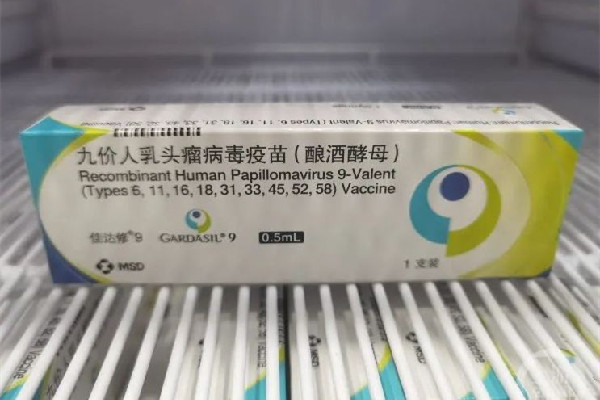 九价人乳头瘤病毒疫苗（酿酒酵母）
Recombinant Human Papillomavirus 9-Valent
(Types 6, 11, 16, 18, 31, 33, 45, 52, 58) Vaccine
佳达修®9
GARDASIL®9
0.5mL
MSD
1 支装
Vaccine